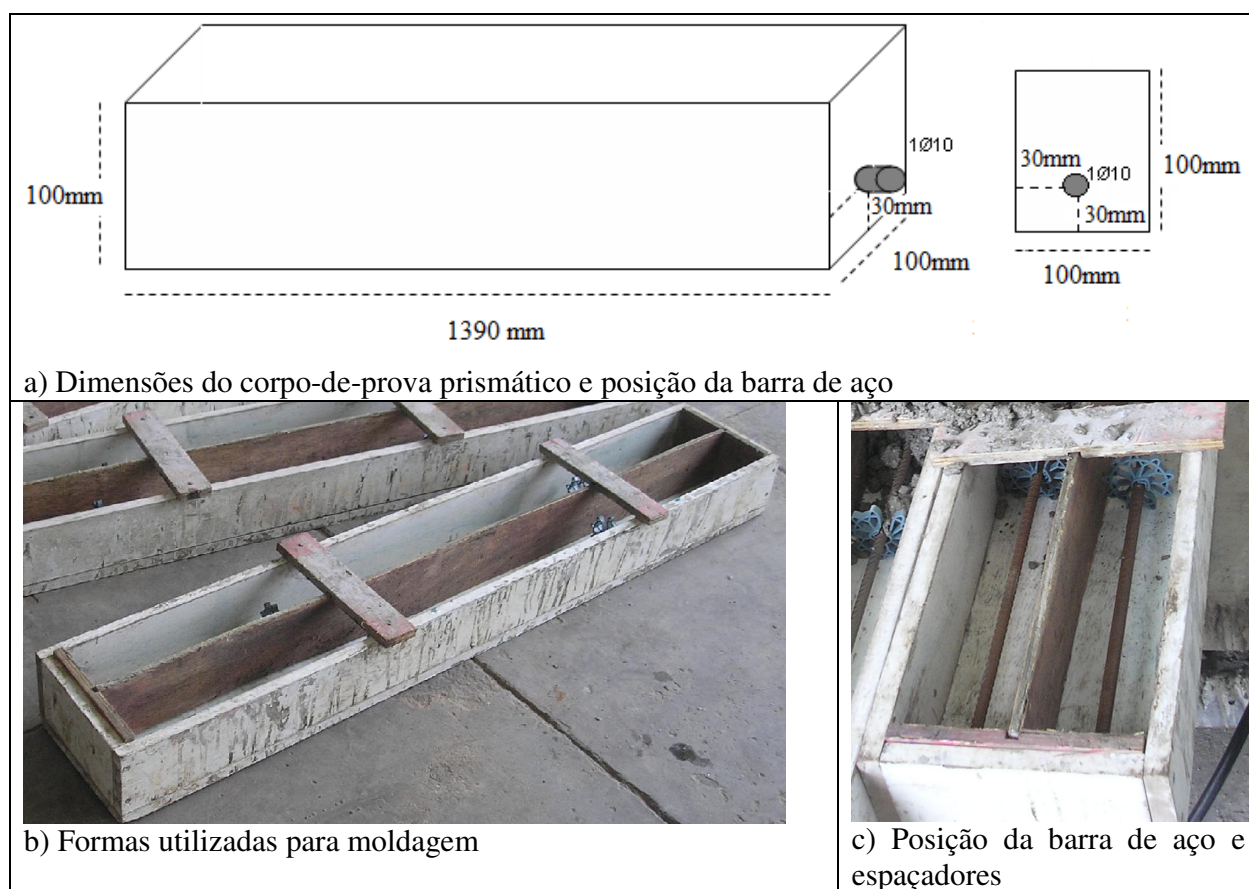 1Ø10
30mm
1Ø10
100mm
100mm
30mm
30mm
100mm
100mm
1390 mm
a) Dimensões do corpo-de-prova prismático e posição da barra de aço
b) Formas utilizadas para moldagem
c) Posição da barra de aço e
espaçadores